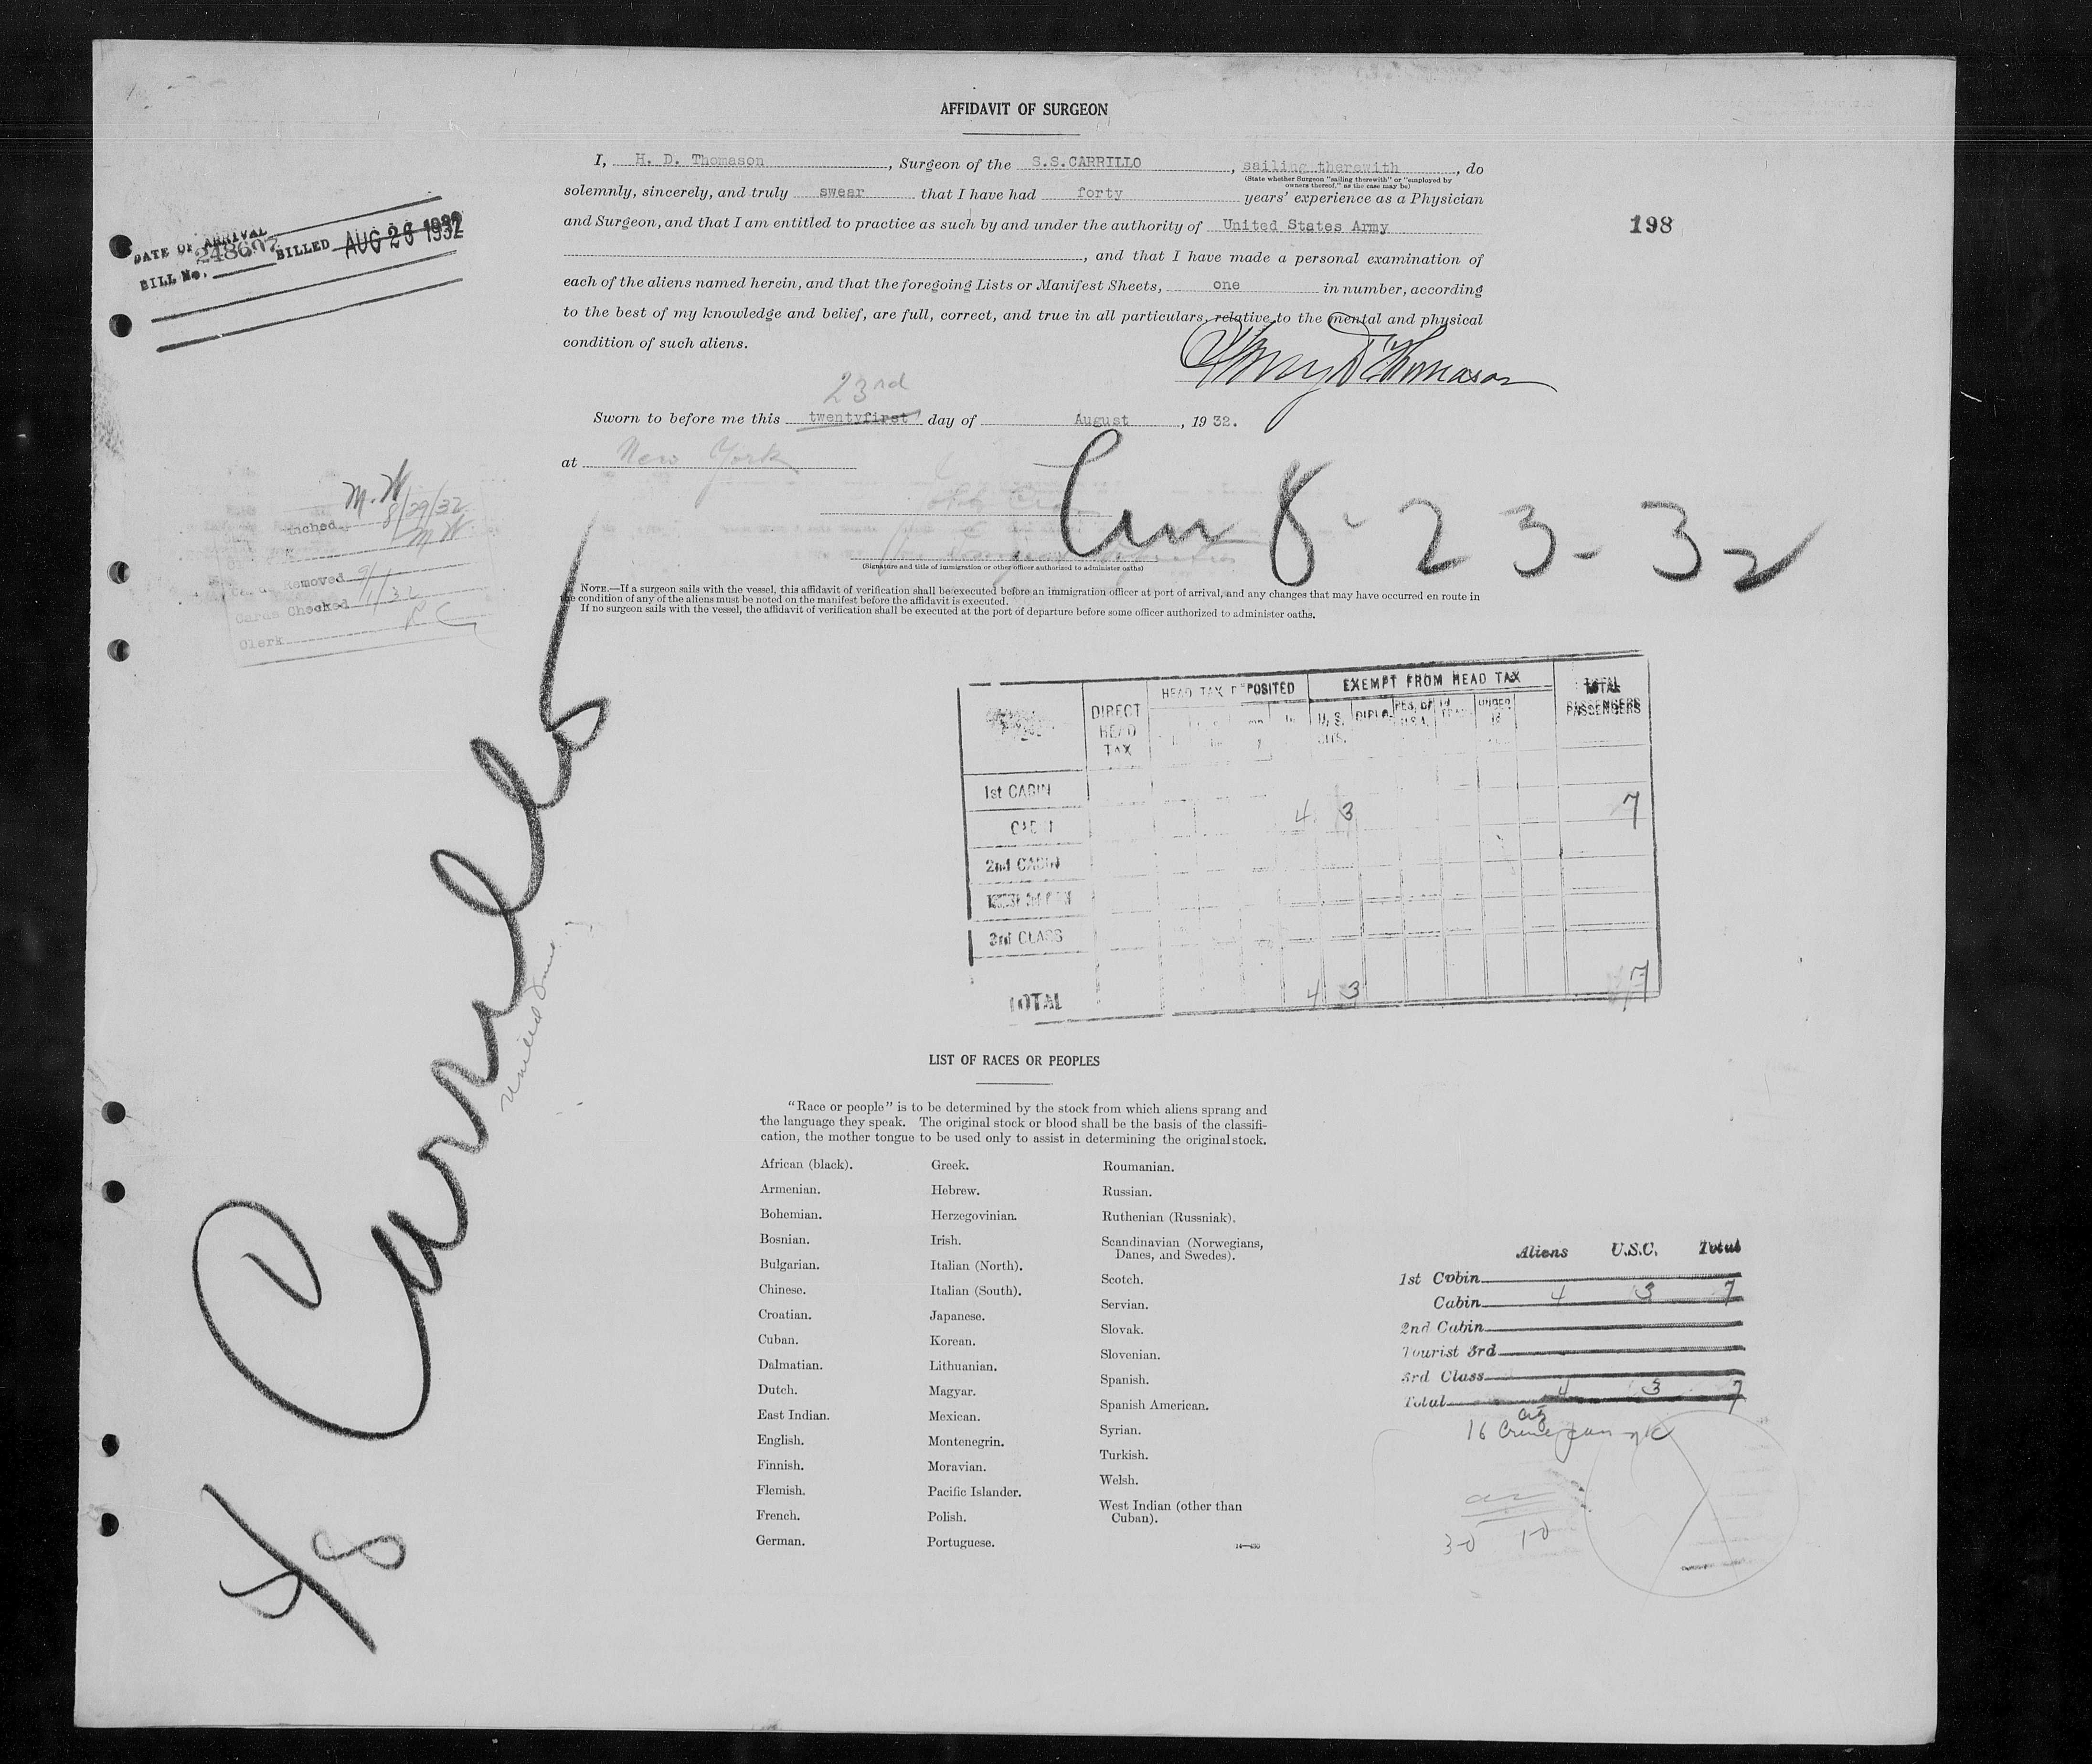 AFFIDAVIT OF SURGEON
I, H. D. Thomason, Surgeon of the S.S.CARRILLO, sailing therewith, do
(State whether Surgeon "sailing therewith" or "employed by
owners thereof," as the case may be)
solemnly, sincerely, and truly swear that I have had forty years' experience as a Physician
and Surgeon, and that I am entitled to practice as such by and under the authority of United States Army
, and that I have made a personal examination of
each of the aliens named herein, and that the foregoing Lists or Manifest Sheets, one in number, according
to the best of my knowledge and belief, are full, correct, and true in all particulars, relative to the mental and physical
condition of such aliens.
Henry D Thomason
23rd
Sworn to before me this twentyfirst day of August, 1932.
at New York
(Signature and title of immigration or other officer authorized to administer oaths)
NOTE.—If a surgeon sails with the vessel, this affidavit of verification shall be executed before an immigration officer at port of arrival, and any changes that may have occurred en route in
the condition of any of the aliens must be noted on the manifest before the affidavit is executed.
If no surgeon sails with the vessel, the affidavit of verification shall be executed at the port of departure before some officer authorized to administer oaths.
198
DATE OF ARRIVAL
248607 BILLED AUG 26 1932
BILL No.
M.W
8/29/32
M W
Removed 9/1/32
Cards Checked
Clerk
8-23-32
Carrillo
48
HEAD TAX DEPOSITED EXEMPT FROM HEAD TAX TOTAL PASSENGERS
DIRECT HEAD TAX U.S. CITS. DIPLO. RES. OF U.S.A. UNDER 16
1st CABIN
CABIN 4 3 7
2nd CABIN
3rd CLASS
TOTAL 4 3 7
LIST OF RACES OR PEOPLES
"Race or people" is to be determined by the stock from which aliens sprang and
the language they speak. The original stock or blood shall be the basis of the classifi-
cation, the mother tongue to be used only to assist in determining the original stock.
African (black).
Armenian.
Bohemian.
Bosnian.
Bulgarian.
Chinese.
Croatian.
Cuban.
Dalmatian.
Dutch.
East Indian.
English.
Finnish.
Flemish.
French.
German.
Greek.
Hebrew.
Herzegovinian.
Irish.
Italian (North).
Italian (South).
Japanese.
Korean.
Lithuanian.
Magyar.
Mexican.
Montenegrin.
Moravian.
Pacific Islander.
Polish.
Portuguese.
Roumanian.
Russian.
Ruthenian (Russniak).
Scandinavian (Norwegians,
Danes, and Swedes).
Scotch.
Servian.
Slovak.
Slovenian.
Spanish.
Spanish American.
Syrian.
Turkish.
Welsh.
West Indian (other than
Cuban).
Aliens U.S.C. Total
1st Cabin
Cabin 4 3 7
2nd Cabin
Tourist 3rd
3rd Class
Total 4 3 7
16
30 10